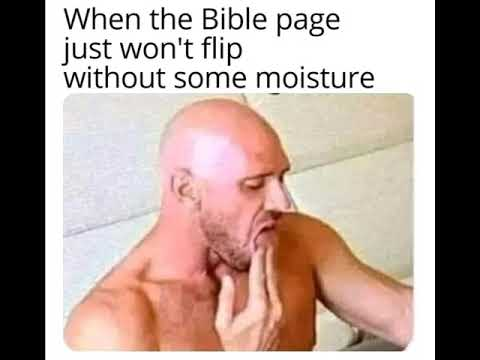 When the Bible page
just won't flip
without some moisture